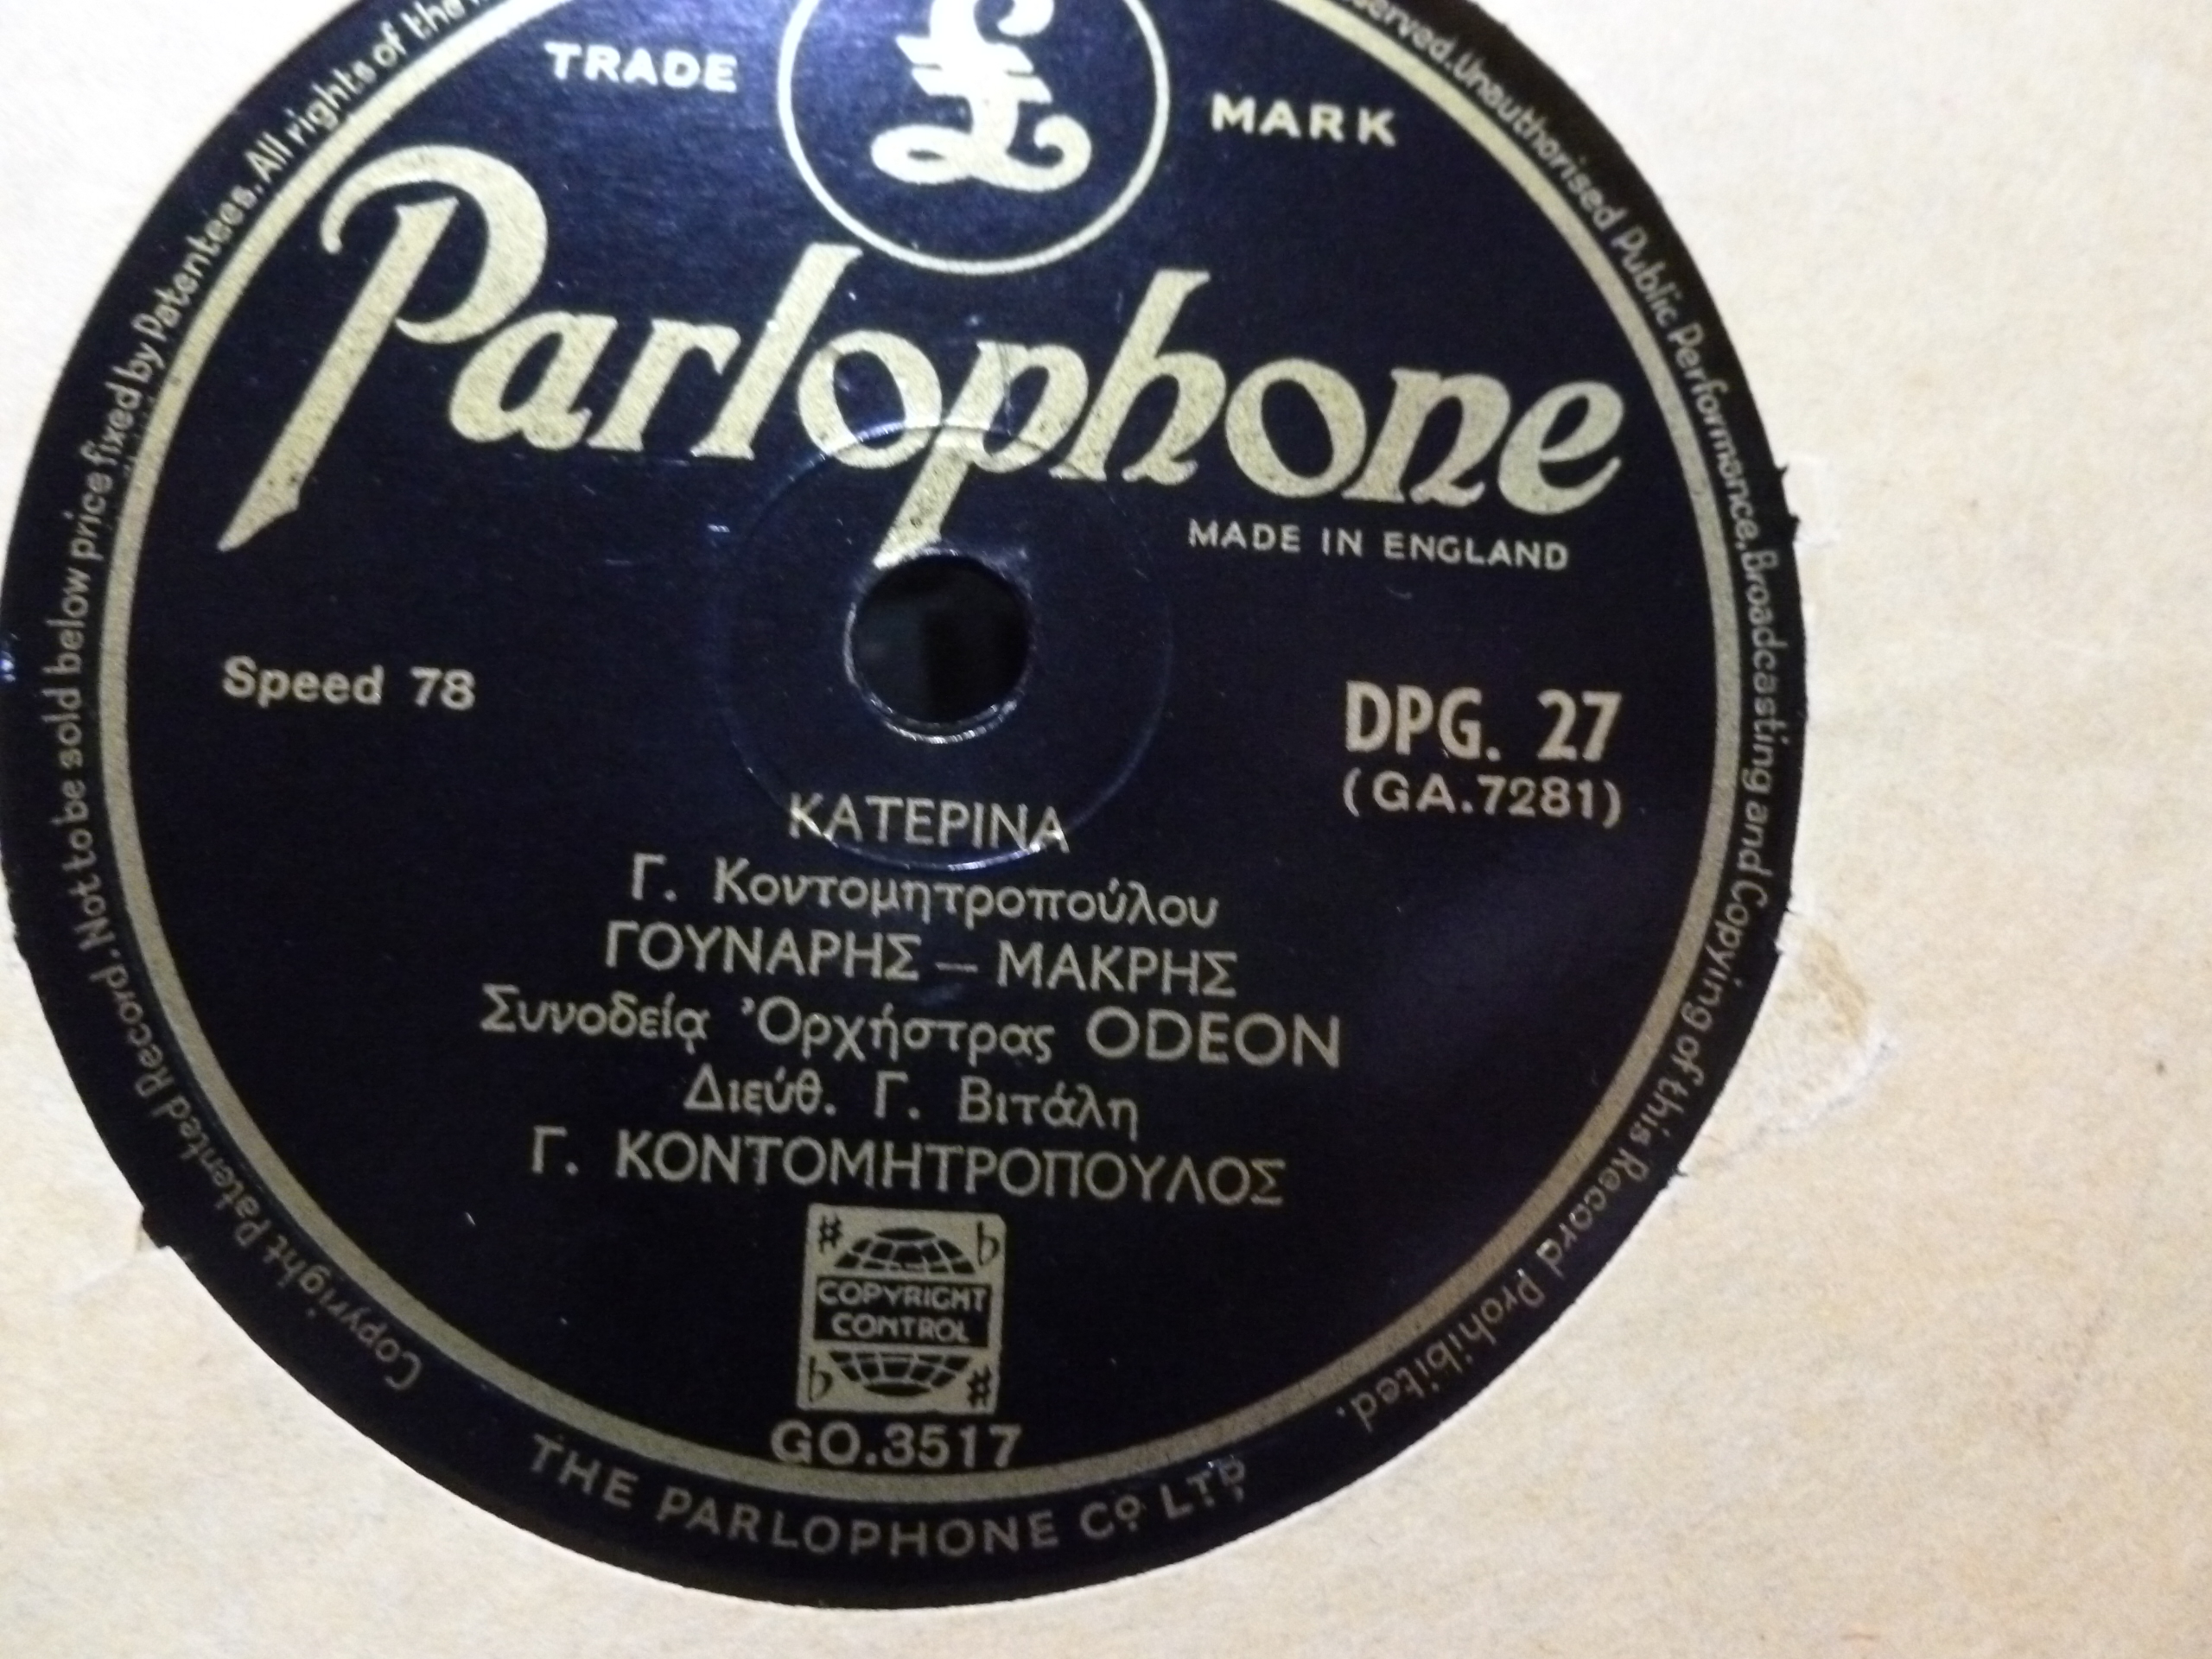 TRADE MARK
£
Parlophone
MADE IN ENGLAND
Speed 78
DPG. 27
(GA.7281)
ΚΑΤΕΡΙΝΑ
Γ. Κοντομητροπούλου
ΓΟΥΝΑΡΗΣ — ΜΑΚΡΗΣ
Συνοδείᾳ Ὀρχήστρας ODEON
Διεύθ. Γ. Βιτάλη
Γ. ΚΟΝΤΟΜΗΤΡΟΠΟΥΛΟΣ
♯ ♭
COPYRIGHT
CONTROL
♭ ♯
GO.3517
THE PARLOPHONE Cº LTD
Copyright Patented Record. Not to be sold below price fixed by Patentees. All rights of the
Unauthorised Public Performance, Broadcasting and Copying of this Record Prohibited.